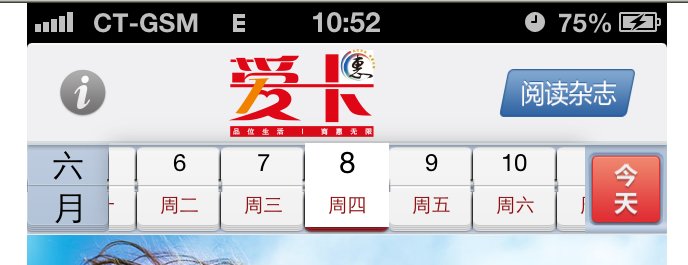 CT-GSM E 10:52 75%
i 爱卡 惠 阅读杂志
品位生活 | 商惠无限
六月 6 7 8 9 10 今天
周二 周三 周四 周五 周六